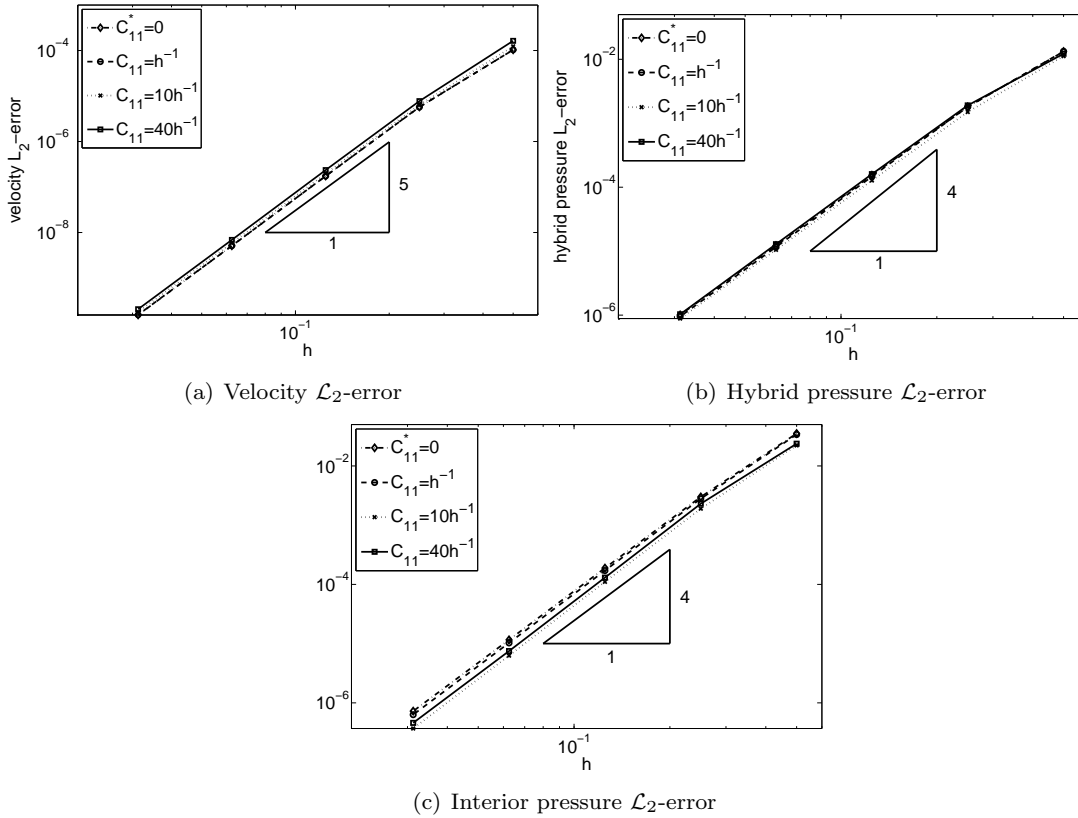 velocity L₂−error
C*₁₁=0
C₁₁=h⁻¹
C₁₁=10h⁻¹
C₁₁=40h⁻¹
10⁻⁴
10⁻⁶
10⁻⁸
5
1
10⁻¹
h
(a) Velocity ℒ₂-error
hybrid pressure L₂−error
C*₁₁=0
C₁₁=h⁻¹
C₁₁=10h⁻¹
C₁₁=40h⁻¹
10⁻²
10⁻⁴
10⁻⁶
4
1
10⁻¹
h
(b) Hybrid pressure ℒ₂-error
C*₁₁=0
C₁₁=h⁻¹
C₁₁=10h⁻¹
C₁₁=40h⁻¹
10⁻²
10⁻⁴
10⁻⁶
4
1
10⁻¹
h
(c) Interior pressure ℒ₂-error